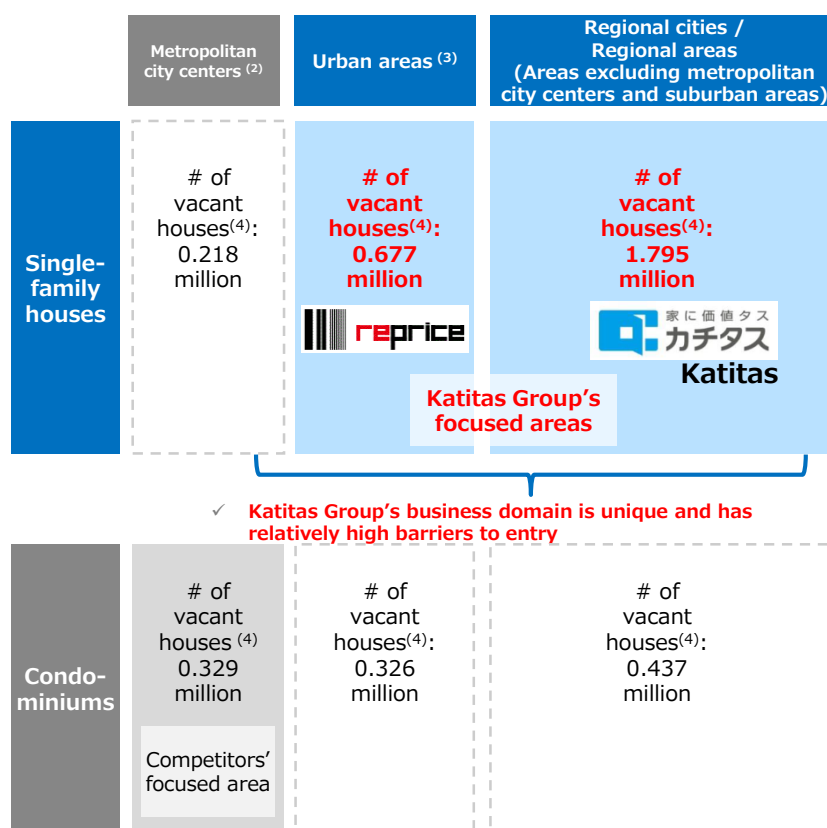 Metropolitan
city centers (2)
Urban areas (3)
Regional cities /
Regional areas
(Areas excluding metropolitan
city centers and suburban areas)
Single-
family
houses
# of
vacant
houses(4):
0.218
million
# of
vacant
houses(4):
0.677
million
reprice
# of
vacant
houses(4):
1.795
million
家に価値タス
カチタス
Katitas
Katitas Group’s
focused areas
✓ Katitas Group’s business domain is unique and has
relatively high barriers to entry
Condo-
miniums
# of
vacant
houses (4)
0.329
million
Competitors’
focused area
# of
vacant
houses(4):
0.326
million
# of
vacant
houses(4):
0.437
million